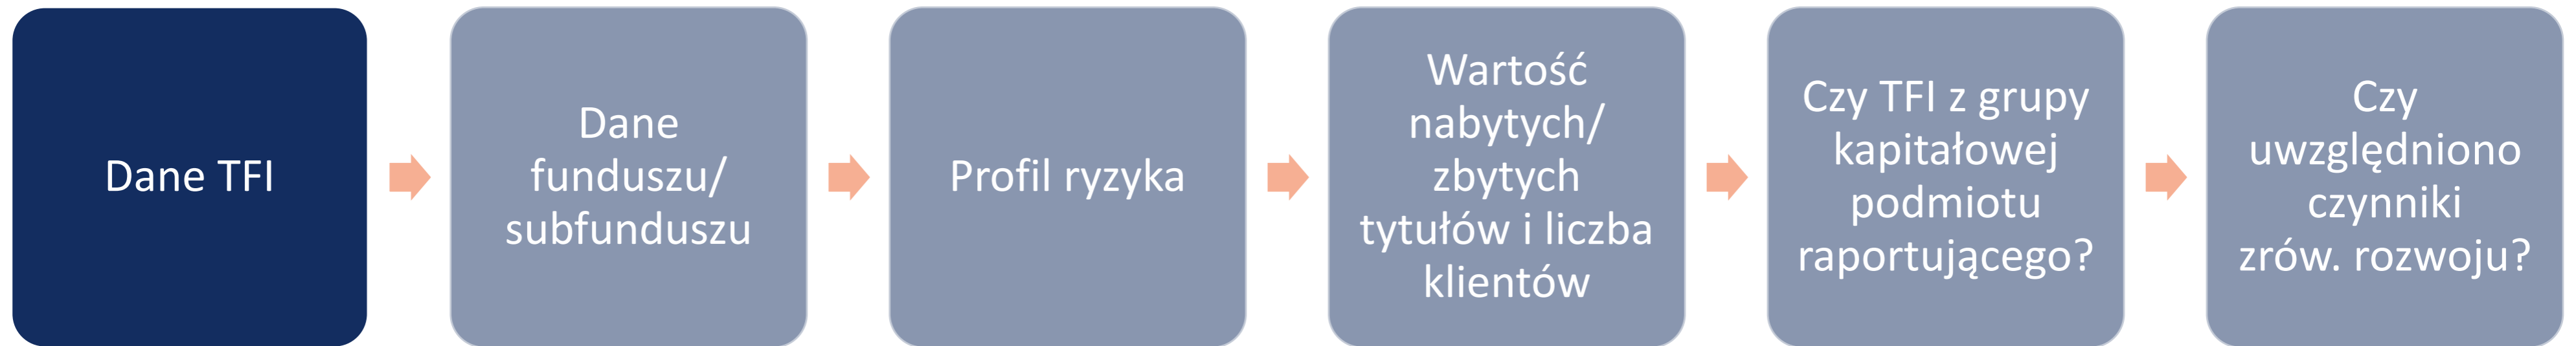 Dane TFI
Dane
funduszu/
subfunduszu
Profil ryzyka
Wartość
nabytych/
zbytych
tytułów i liczba
klientów
Czy TFI z grupy
kapitałowej
podmiotu
raportującego?
Czy
uwzględniono
czynniki
zrów. rozwoju?